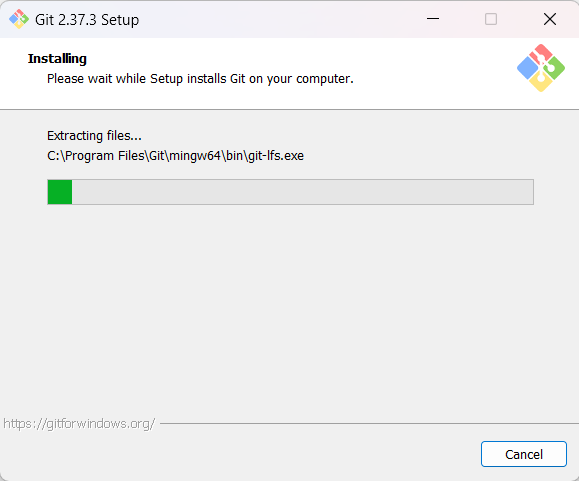 Git 2.37.3 Setup
Installing
Please wait while Setup installs Git on your computer.
Extracting files...
C:\Program Files\Git\mingw64\bin\git-lfs.exe
https://gitforwindows.org/
Cancel